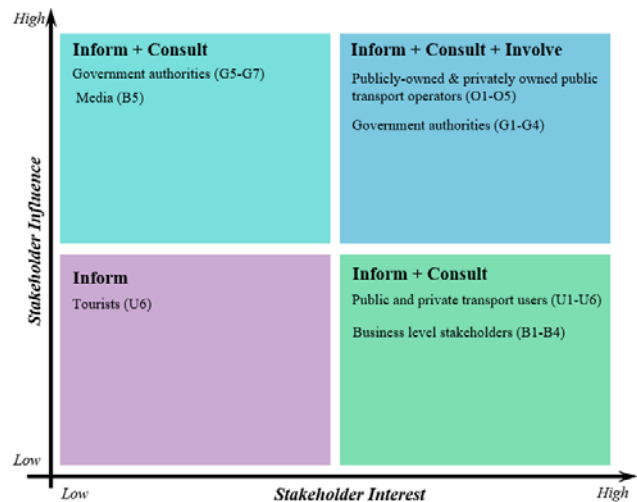 High
Stakeholder Influence
Low
Inform + Consult
Government authorities (G5-G7)
Media (B5)
Inform + Consult + Involve
Publicly-owned & privately owned public
transport operators (O1-O5)
Government authorities (G1-G4)
Inform
Tourists (U6)
Inform + Consult
Public and private transport users (U1-U6)
Business level stakeholders (B1-B4)
Low
Stakeholder Interest
High